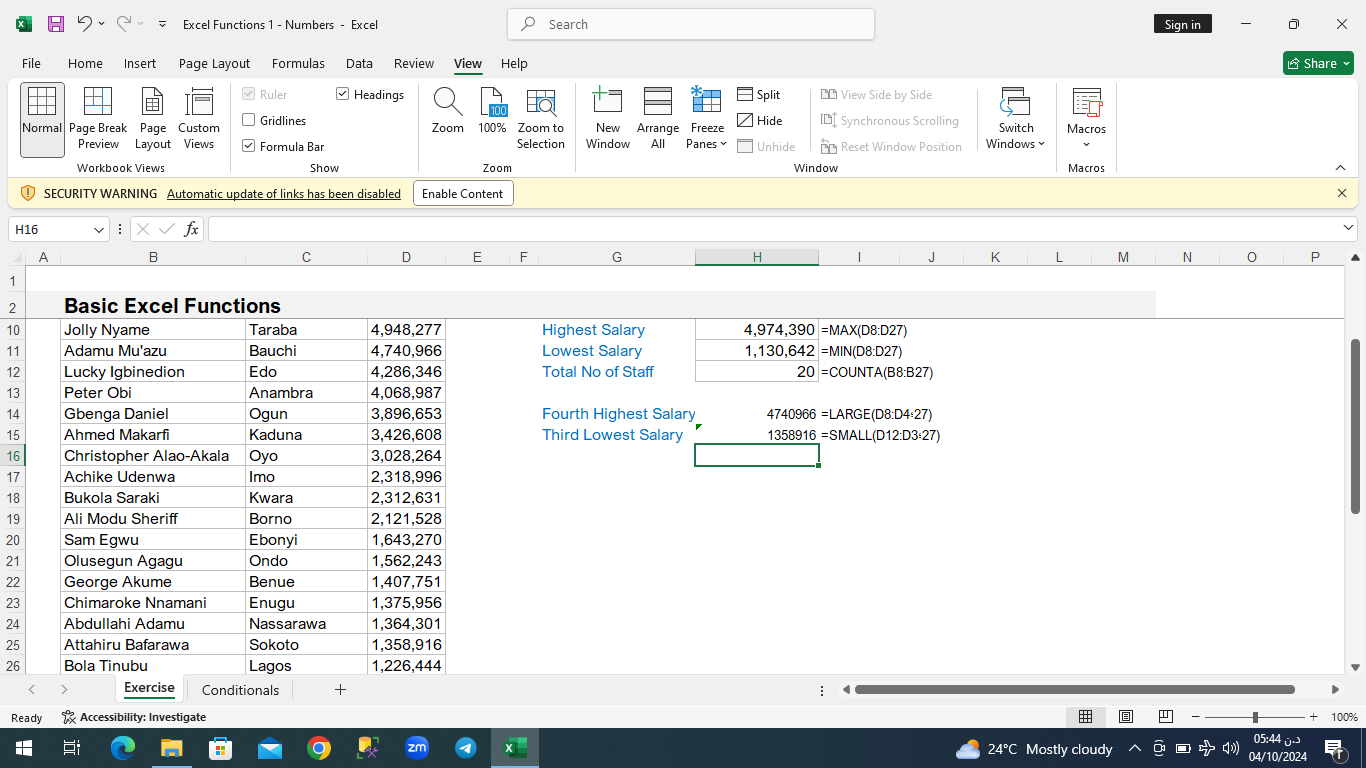 Excel Functions 1 - Numbers - Excel
Search
Sign in
File Home Insert Page Layout Formulas Data Review View Help
Share
Normal Page Break Preview Page Layout Custom Views
Workbook Views
Ruler Headings
Gridlines
Formula Bar
Show
Zoom 100% Zoom to Selection
100
Zoom
New Window Arrange All Freeze Panes
Split
Hide
Unhide
View Side by Side
Synchronous Scrolling
Reset Window Position
Switch Windows
Window
Macros
Macros
SECURITY WARNING Automatic update of links has been disabled Enable Content
H16 fx
A B C D E F G H I J K L M N O P
1
2 Basic Excel Functions
10 Jolly Nyame Taraba 4,948,277 Highest Salary 4,974,390 =MAX(D8:D27)
11 Adamu Mu'azu Bauchi 4,740,966 Lowest Salary 1,130,642 =MIN(D8:D27)
12 Lucky Igbinedion Edo 4,286,346 Total No of Staff 20 =COUNTA(B8:B27)
13 Peter Obi Anambra 4,068,987
14 Gbenga Daniel Ogun 3,896,653 Fourth Highest Salary 4740966 =LARGE(D8:D4؛27)
15 Ahmed Makarfi Kaduna 3,426,608 Third Lowest Salary 1358916 =SMALL(D12:D3؛27)
16 Christopher Alao-Akala Oyo 3,028,264
17 Achike Udenwa Imo 2,318,996
18 Bukola Saraki Kwara 2,312,631
19 Ali Modu Sheriff Borno 2,121,528
20 Sam Egwu Ebonyi 1,643,270
21 Olusegun Agagu Ondo 1,562,243
22 George Akume Benue 1,407,751
23 Chimaroke Nnamani Enugu 1,375,956
24 Abdullahi Adamu Nassarawa 1,364,301
25 Attahiru Bafarawa Sokoto 1,358,916
26 Bola Tinubu Lagos 1,226,444
Exercise Conditionals
Ready Accessibility: Investigate 100%
zm
24°C Mostly cloudy
05:44 د.ن
04/10/2024